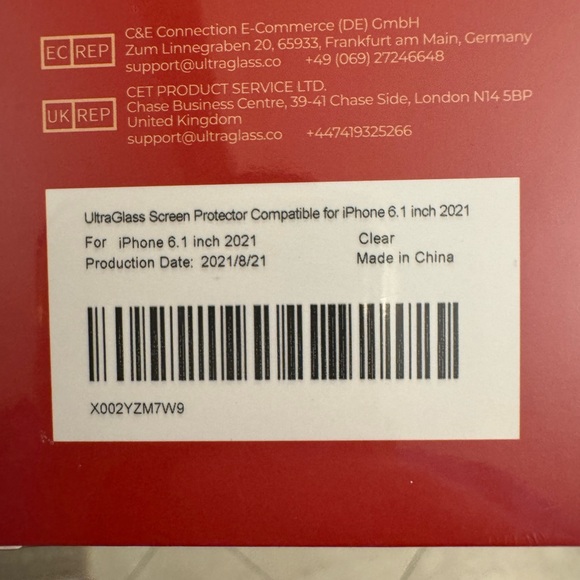 C&E Connection E-Commerce (DE) GmbH
EC REP
Zum Linnegraben 20, 65933, Frankfurt am Main, Germany
support@ultraglass.co +49 (069) 27246648
CET PRODUCT SERVICE LTD.
UK REP
Chase Business Centre, 39-41 Chase Side, London N14 5BP
United Kingdom
support@ultraglass.co +447419325266
UltraGlass Screen Protector Compatible for iPhone 6.1 inch 2021
For iPhone 6.1 inch 2021 Clear
Production Date: 2021/8/21 Made in China
X002YZM7W9